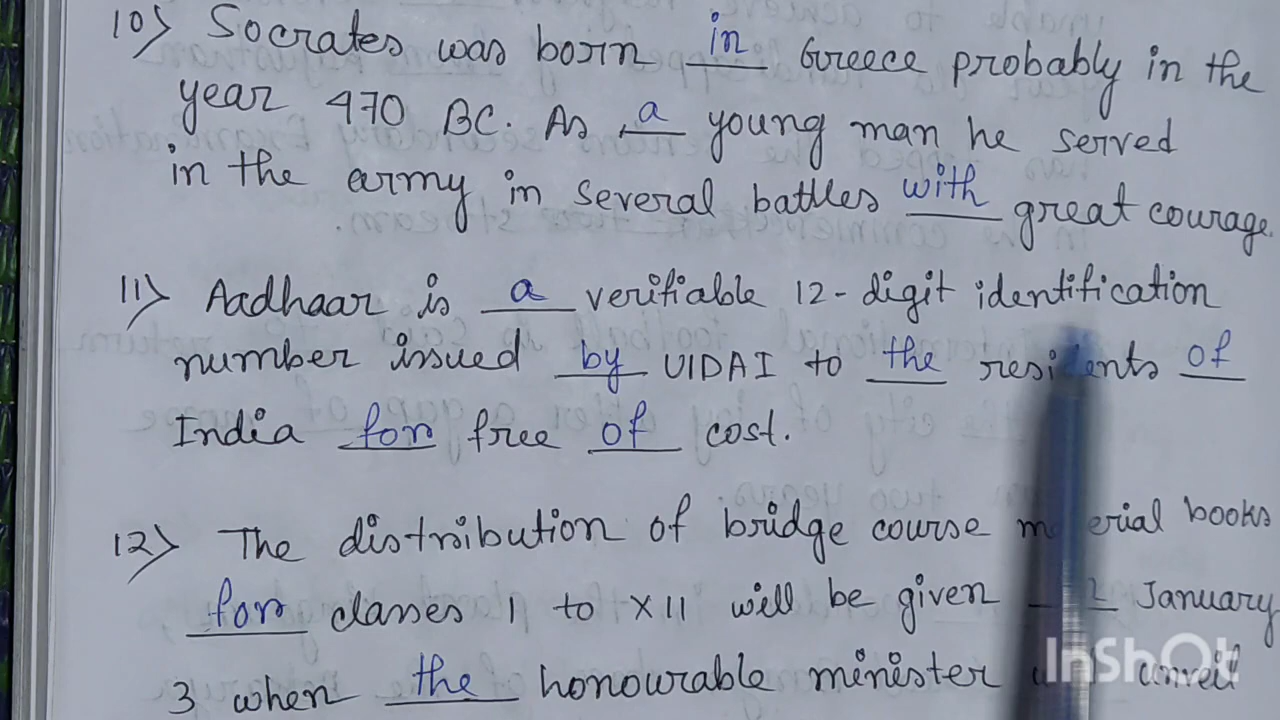 10) Socrates was born in Greece probably in the
year 470 BC. As a young man he served
in the army in several battles with great courage.
11) Aadhaar is a verifiable 12-digit identification
number issued by UIDAI to the residents of
India for free of cost.
12) The distribution of bridge course material books
for classes 1 to XII will be given January
3 when the honourable minister unveil
InShOt